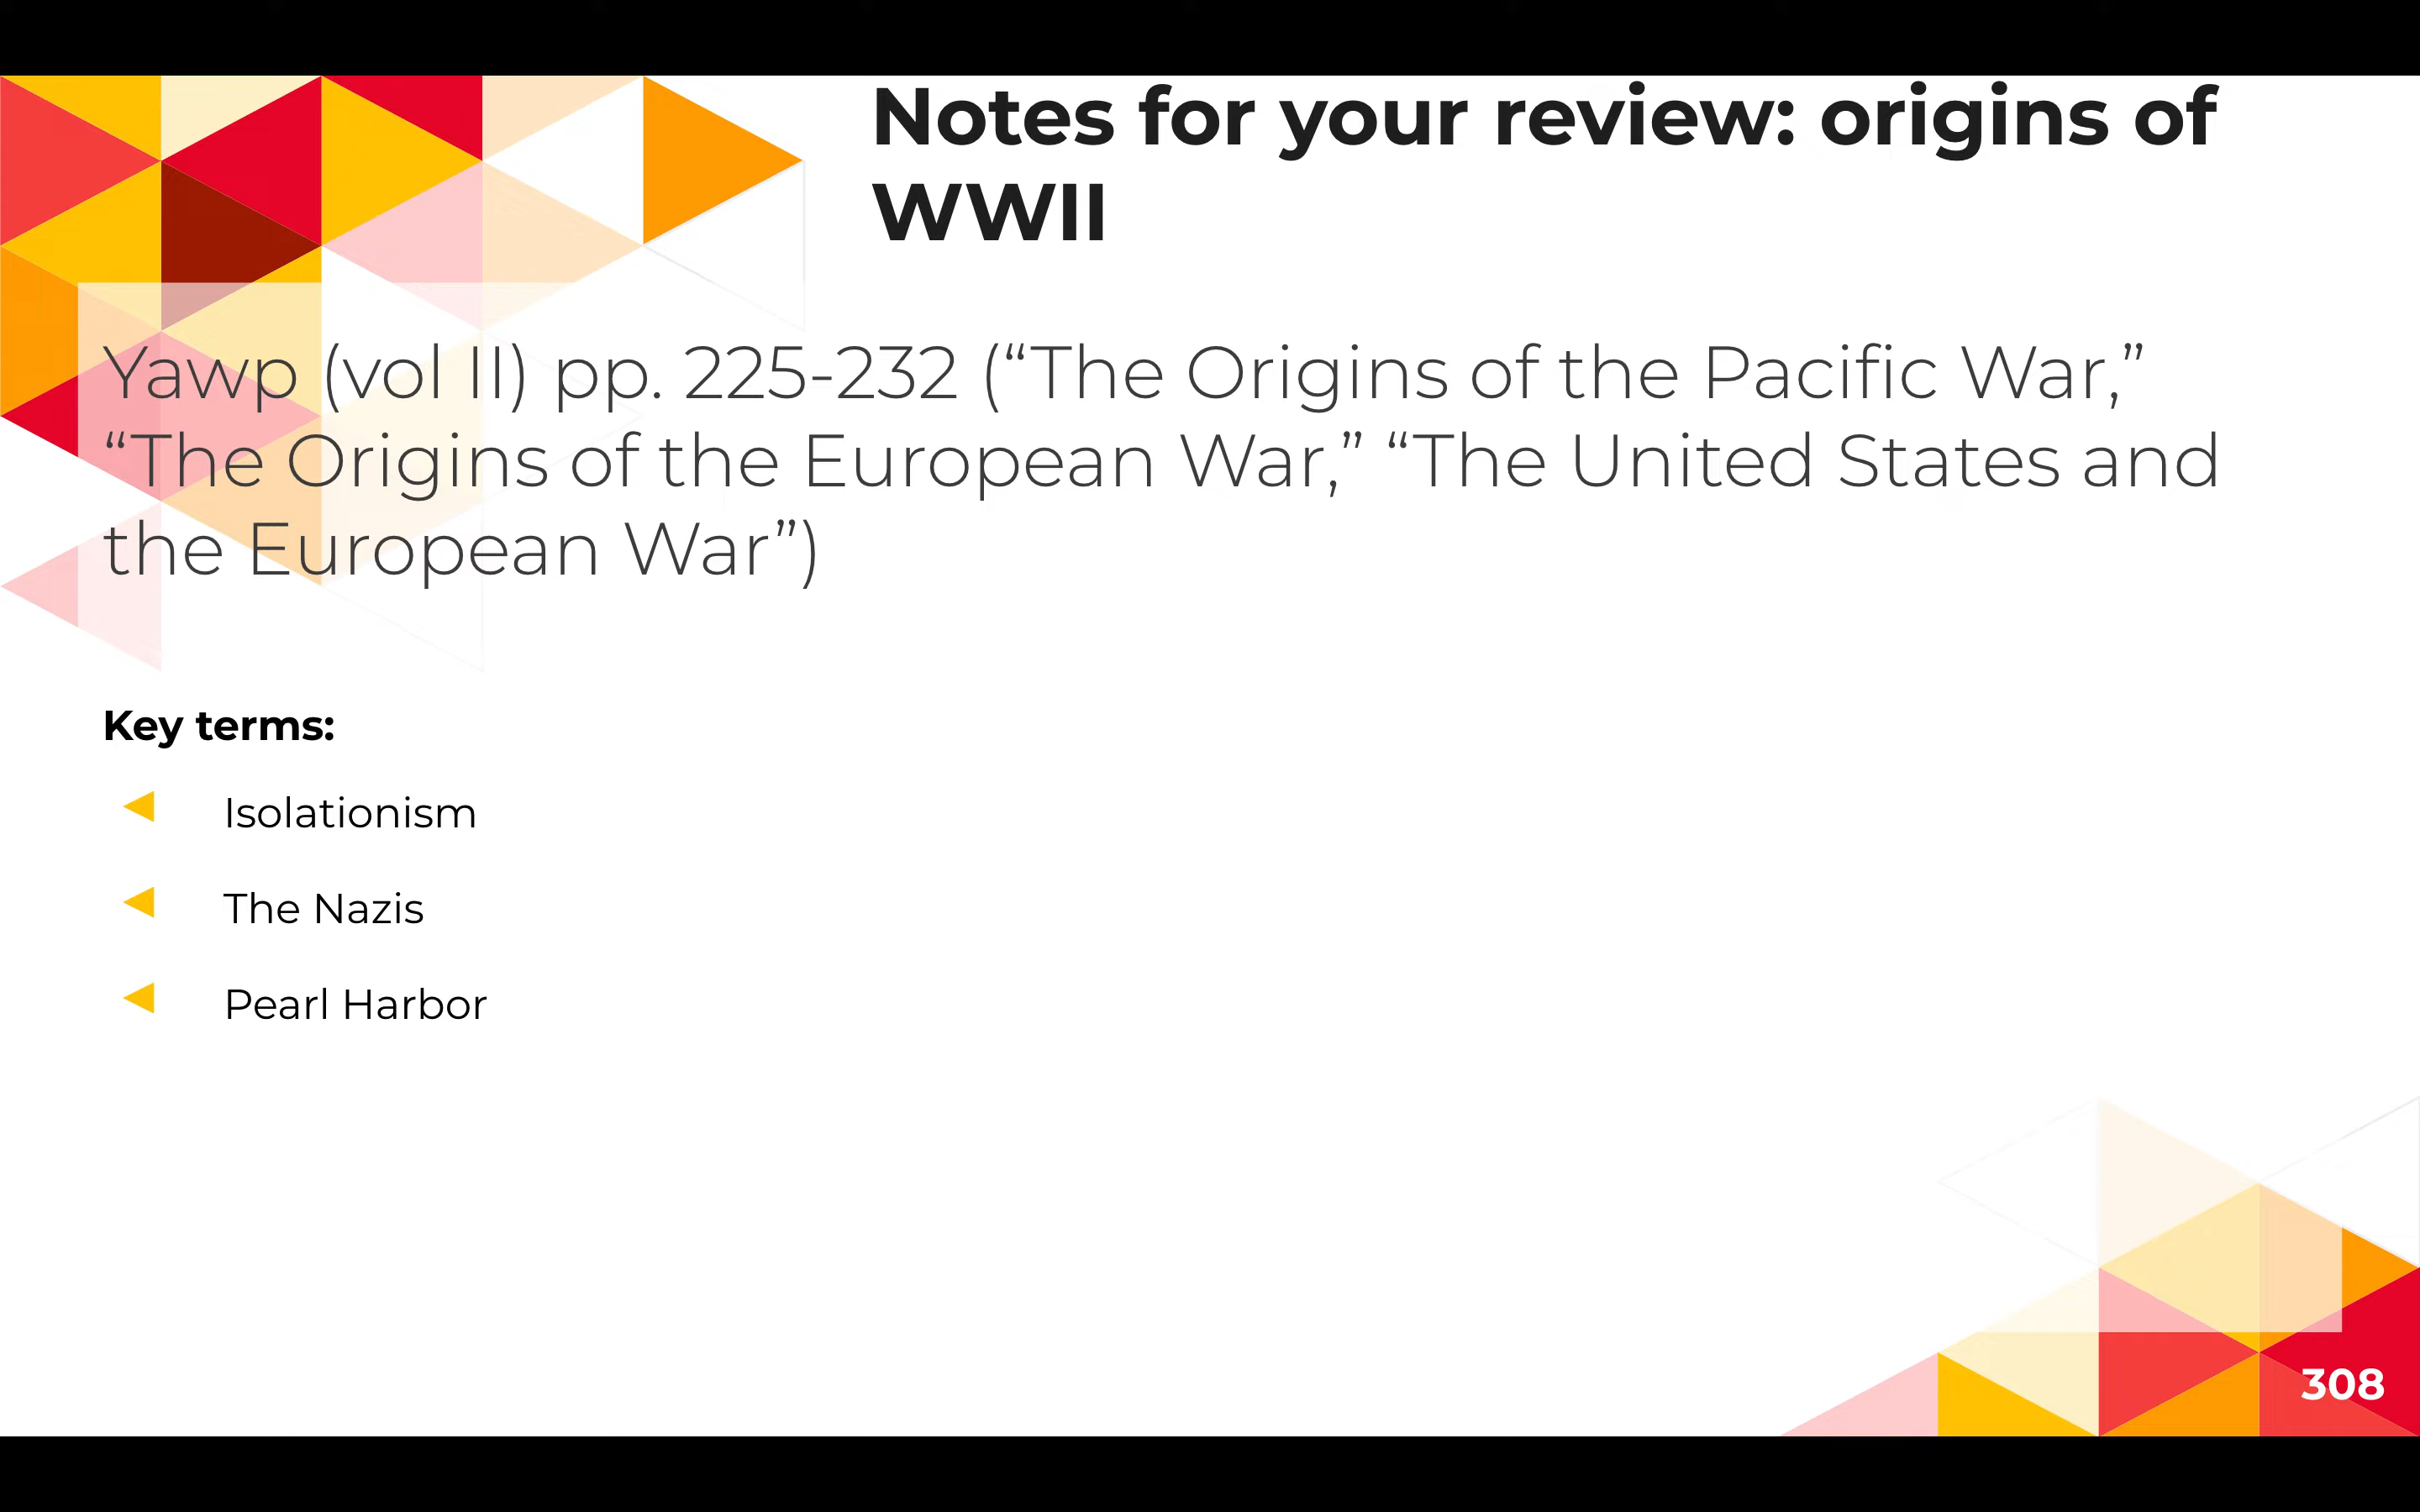 Notes for your review: origins of
WWII
Yawp (vol II) pp. 225-232 (“The Origins of the Pacific War,”
“The Origins of the European War,” “The United States and
the European War”)
Key terms:
Isolationism
The Nazis
Pearl Harbor
308